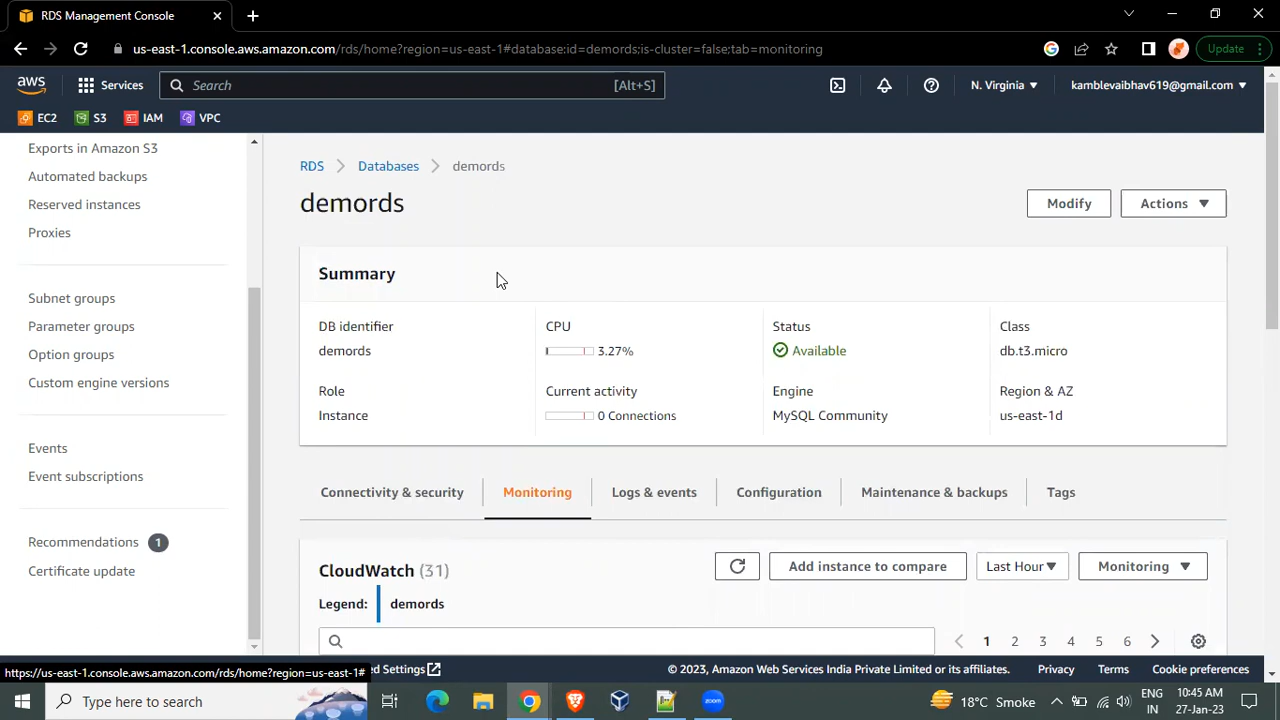 RDS Management Console
us-east-1.console.aws.amazon.com/rds/home?region=us-east-1#database:id=demords;is-cluster=false;tab=monitoring
Update
aws
Services
Search
[Alt+S]
N. Virginia
kamblevaibhav619@gmail.com
EC2
S3
IAM
VPC
Exports in Amazon S3
Automated backups
Reserved instances
Proxies
Subnet groups
Parameter groups
Option groups
Custom engine versions
Events
Event subscriptions
Recommendations 1
Certificate update
RDS
Databases
demords
demords
Modify
Actions
Summary
DB identifier
demords
CPU
3.27%
Status
Available
Class
db.t3.micro
Role
Instance
Current activity
0 Connections
Engine
MySQL Community
Region & AZ
us-east-1d
Connectivity & security
Monitoring
Logs & events
Configuration
Maintenance & backups
Tags
CloudWatch (31)
Add instance to compare
Last Hour
Monitoring
Legend:
demords
1 2 3 4 5 6
https://us-east-1.console.aws.amazon.com/rds/home?region=us-east-1#
Settings
© 2023, Amazon Web Services India Private Limited or its affiliates.
Privacy
Terms
Cookie preferences
Type here to search
zoom
18°C Smoke
ENG
IN
10:45 AM
27-Jan-23